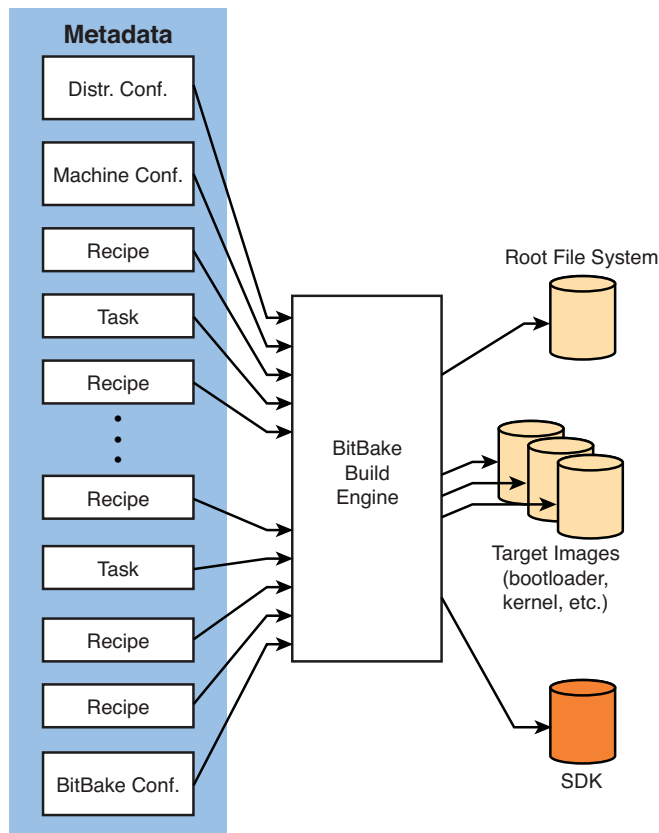 Metadata
Distr. Conf.
Machine Conf.
Recipe
Task
Recipe
Recipe
Task
Recipe
Recipe
BitBake Conf.
BitBake
Build
Engine
Root File System
Target Images
(bootloader,
kernel, etc.)
SDK